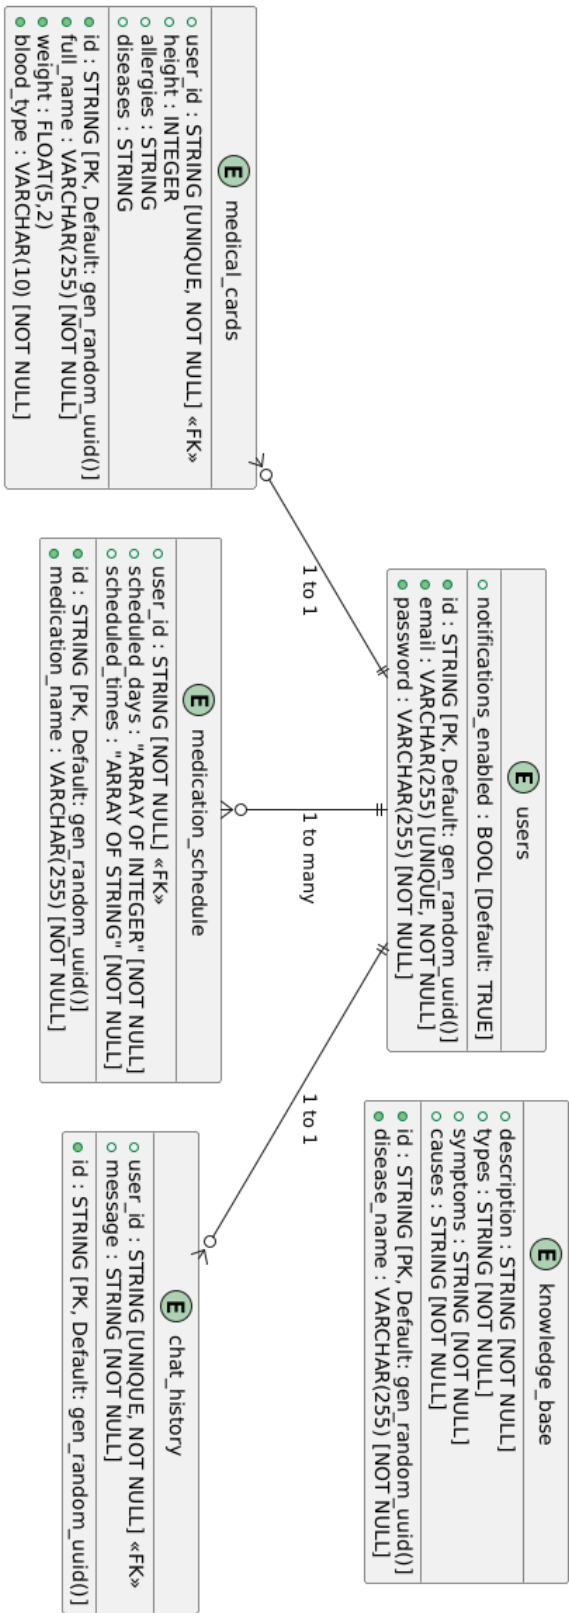 E users
notifications_enabled : BOOL [Default: TRUE]
id : STRING [PK, Default: gen_random_uuid()]
email : VARCHAR(255) [UNIQUE, NOT NULL]
password : VARCHAR(255) [NOT NULL]
E knowledge_base
description : STRING [NOT NULL]
types : STRING [NOT NULL]
symptoms : STRING [NOT NULL]
causes : STRING [NOT NULL]
id : STRING [PK, Default: gen_random_uuid()]
disease_name : VARCHAR(255) [NOT NULL]
1 to 1
1 to many
1 to 1
E medical_cards
user_id : STRING [UNIQUE, NOT NULL] «FK»
height : INTEGER
allergies : STRING
diseases : STRING
id : STRING [PK, Default: gen_random_uuid()]
full_name : VARCHAR(255) [NOT NULL]
weight : FLOAT(5,2)
blood_type : VARCHAR(10) [NOT NULL]
E medication_schedule
user_id : STRING [NOT NULL] «FK»
scheduled_days : "ARRAY OF INTEGER" [NOT NULL]
scheduled_times : "ARRAY OF STRING" [NOT NULL]
id : STRING [PK, Default: gen_random_uuid()]
medication_name : VARCHAR(255) [NOT NULL]
E chat_history
user_id : STRING [UNIQUE, NOT NULL] «FK»
message : STRING [NOT NULL]
id : STRING [PK, Default: gen_random_uuid()]